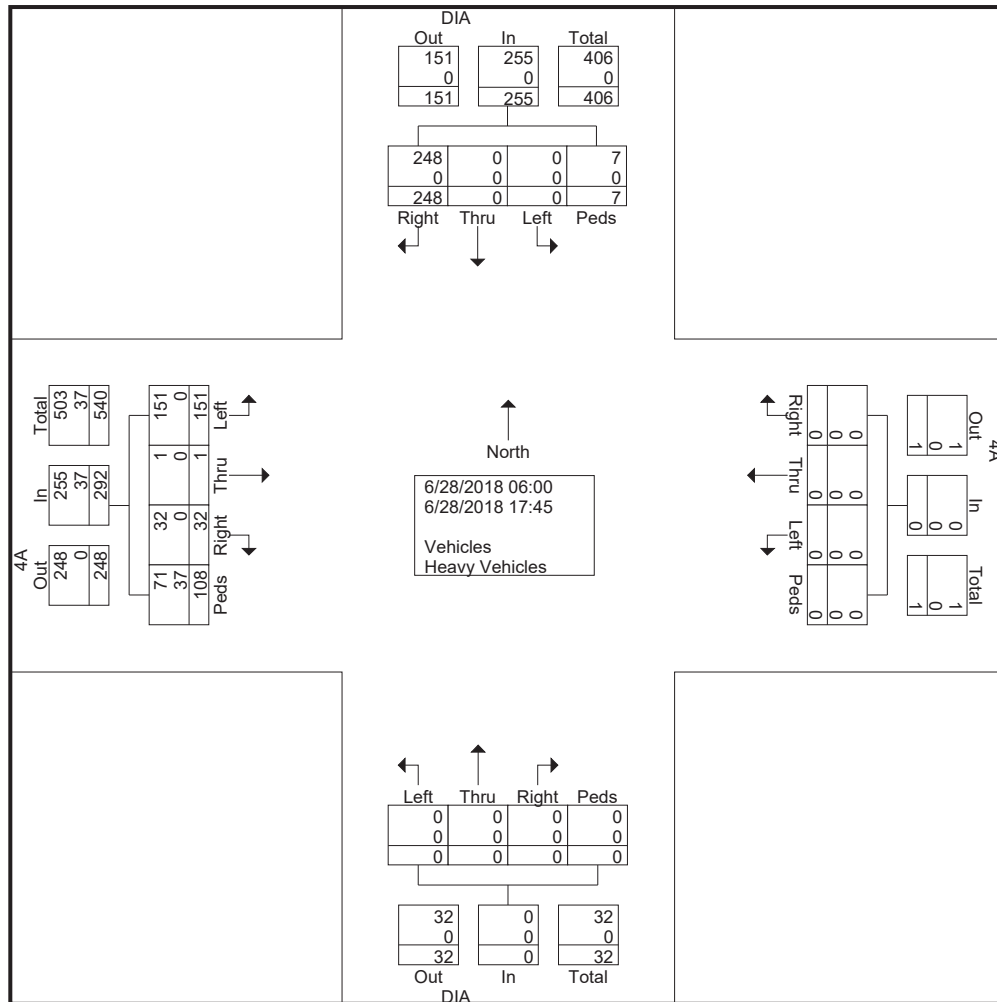 DIA
Out In Total
151 255 406
0 0 0
151 255 406
248 0 0 7
0 0 0 0
248 0 0 7
Right Thru Left Peds
4A
Out In Total
248 255 503
0 37 37
248 292 540
Left Thru Right Peds
151 1 32 71
0 0 0 37
151 1 32 108
North
6/28/2018 06:00
6/28/2018 17:45
Vehicles
Heavy Vehicles
Right Thru Left Peds
0 0 0 0
0 0 0 0
0 0 0 0
4A
Out In Total
1 0 1
0 0 0
1 0 1
Left Thru Right Peds
0 0 0 0
0 0 0 0
0 0 0 0
32 0 32
0 0 0
32 0 32
Out In Total
DIA